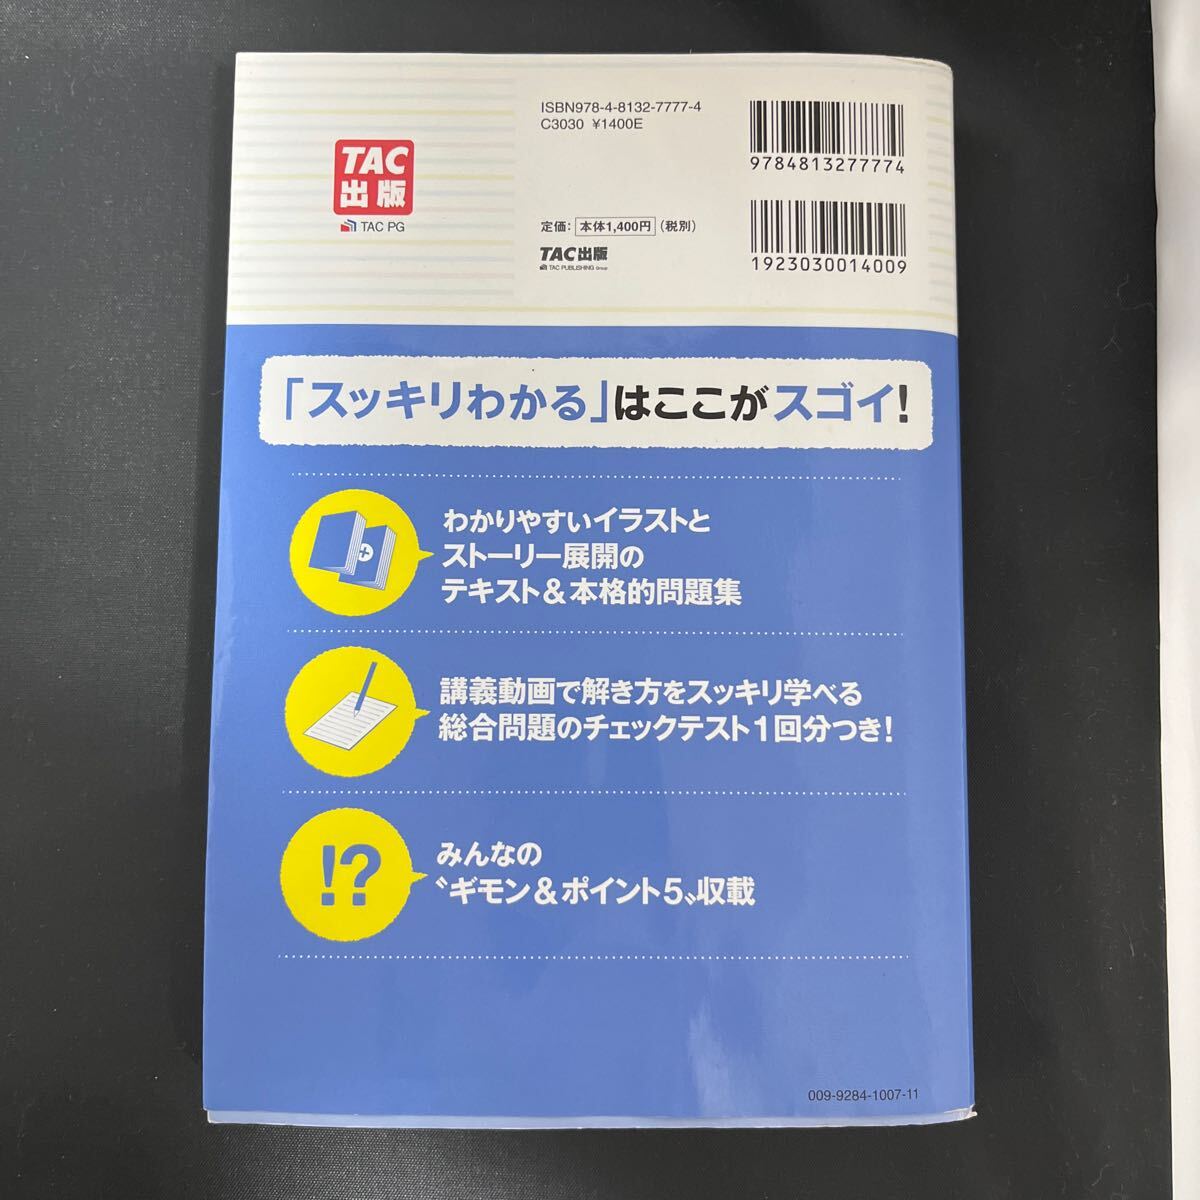 ISBN978-4-8132-7777-4
C3030 ¥1400E
9784813277774
TAC
出版
TAC PG
定価：本体1,400円（税別）
TAC出版
TAC PUBLISHING Group
1923030014009
「スッキリわかる」はここがスゴイ！
わかりやすいイラストと
ストーリー展開の
テキスト＆本格的問題集
講義動画で解き方をスッキリ学べる
総合問題のチェックテスト1回分つき！
!?
みんなの
〝ギモン＆ポイント5〟収載
009-9284-1007-11